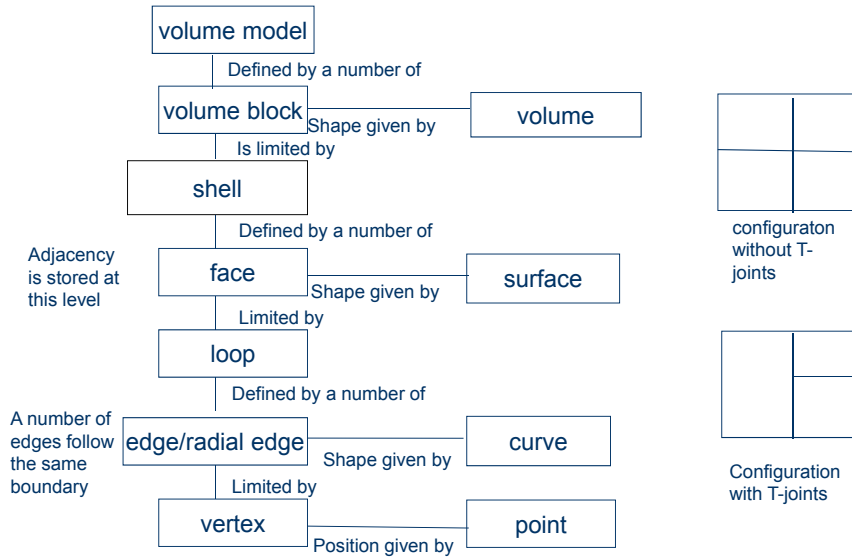 volume model
Defined by a number of
volume block
Shape given by
volume
Is limited by
shell
Defined by a number of
Adjacency
is stored at
this level
face
Shape given by
surface
Limited by
loop
Defined by a number of
A number of
edges follow
the same
boundary
edge/radial edge
Shape given by
curve
Limited by
vertex
Position given by
point
configuraton
without T-
joints
Configuration
with T-joints